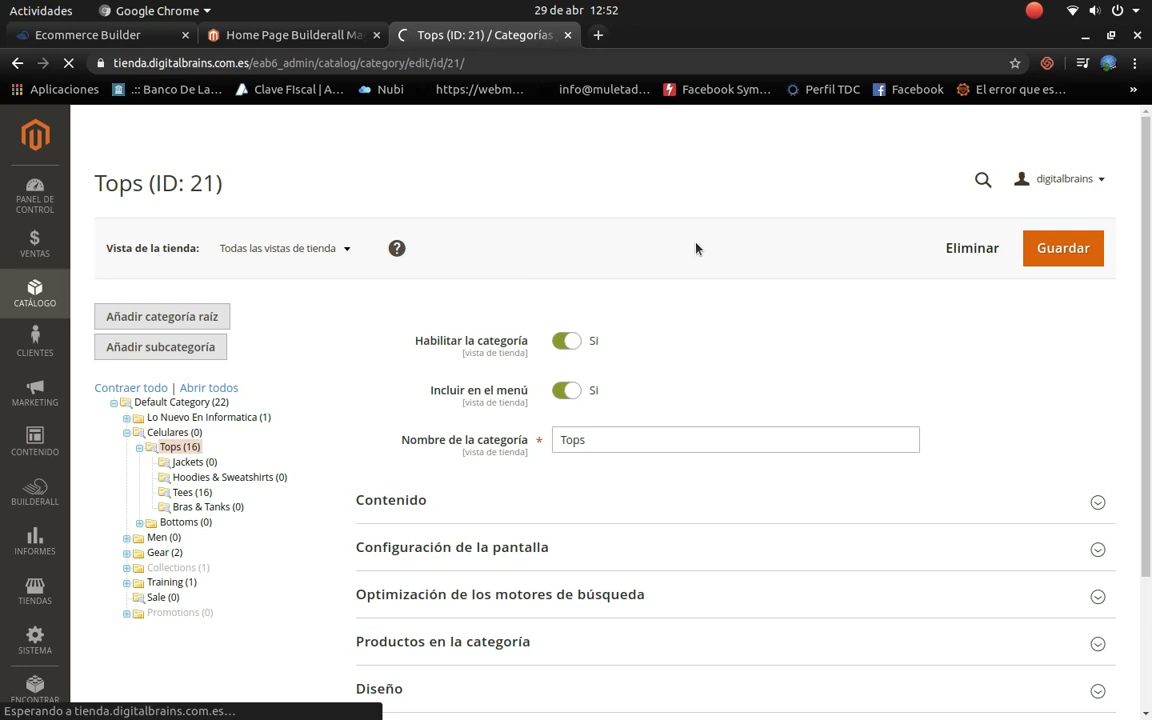 Actividades
Google Chrome
29 de abr 12:52
Ecommerce Builder
Home Page Builderall Ma
Tops (ID: 21) / Categorías
tienda.digitalbrains.com.es/eab6_admin/catalog/category/edit/id/21/
Aplicaciones
.:: Banco De La...
Clave FIscal | A...
Nubi
https://webm...
info@muletad...
Facebook Sym...
Perfil TDC
Facebook
El error que es...
»
Tops (ID: 21)
digitalbrains
Vista de la tienda:
Todas las vistas de tienda
?
Eliminar
Guardar
PANEL DE
CONTROL
VENTAS
CATÁLOGO
CLIENTES
MARKETING
CONTENIDO
BUILDERALL
INFORMES
TIENDAS
SISTEMA
ENCONTRAR
Añadir categoría raíz
Añadir subcategoría
Contraer todo | Abrir todos
Default Category (22)
Lo Nuevo En Informatica (1)
Celulares (0)
Tops (16)
Jackets (0)
Hoodies & Sweatshirts (0)
Tees (16)
Bras & Tanks (0)
Bottoms (0)
Men (0)
Gear (2)
Collections (1)
Training (1)
Sale (0)
Promotions (0)
Habilitar la categoría
[vista de tienda]
Si
Incluir en el menú
[vista de tienda]
Si
Nombre de la categoría *
[vista de tienda]
Tops
Contenido
Configuración de la pantalla
Optimización de los motores de búsqueda
Productos en la categoría
Diseño
Esperando a tienda.digitalbrains.com.es...